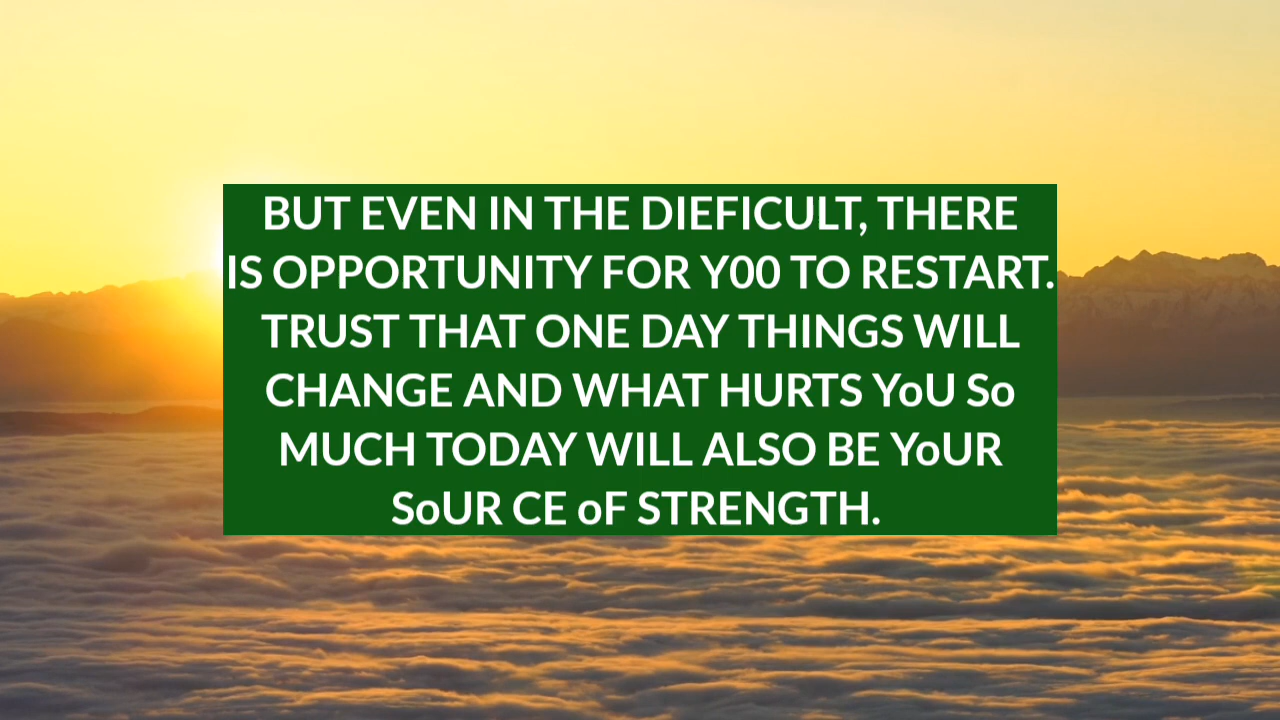 BUT EVEN IN THE DIEFICULT, THERE
IS OPPORTUNITY FOR Y00 TO RESTART.
TRUST THAT ONE DAY THINGS WILL
CHANGE AND WHAT HURTS YoU So
MUCH TODAY WILL ALSO BE YoUR
SoUR CE oF STRENGTH.